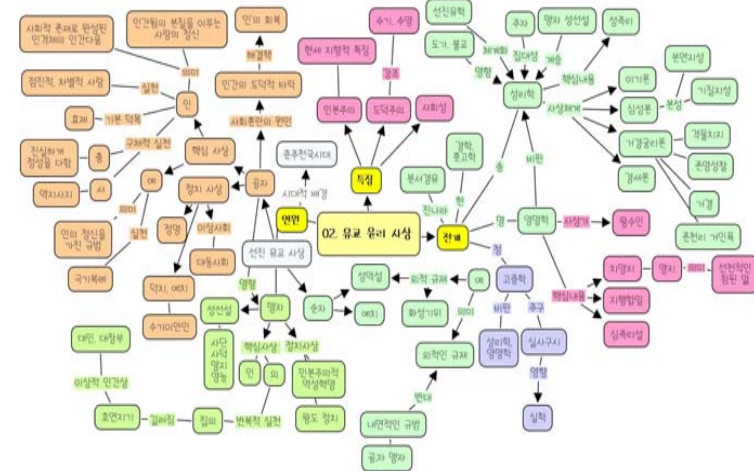 사회적 존재로 완성된
인격체의 인간다움
인간됨의 본질을 이루는
사랑의 정신
인의 회복
수기, 수양
선진유학
주자
맹자 성선설
성즉리
해결책
체계화
집대성
계승
점진적, 차별적 사랑
의미
현세 지향적 특징
도가, 불교
핵심내용
본연지성
실천
인간의 도덕적 타락
강조
영향
성리학
이기론
인
심성론
본성
기질지성
효제
기본 덕목
사회혼란의 원인
인본주의
도덕주의
사회성
사상체계
구체적 실천
거경궁리론
격물치지
진실하게
정성을 다함
충
핵심 사상
춘추전국시대
경학,
훈고학
비판
존양성찰
경세론
역지사지
서
예
정치 사상
공자
특징
분서갱유
한
송
거경
의미
시대적 배경
진나라
존천리 거인욕
인의 정신을
가진 규범
실천
정명
이상사회
연원
02. 유교 윤리 사상
전개
명
양명학
사상가
왕수인
선진 유교 사상
청
극기복례
대동사회
영향
성악설
외적 규제
예
고증학
치양지
양지
의미
선천적인
참된 앎
덕치, 예치
핵심내용
지행합일
성선설
맹자
순자
예치
화성기위
의미
비판
추구
수기이안인
심즉리설
대인, 대장부
사단
사덕
양지
양능
핵심사상
정치사상
외적인 규제
성리학,
양명학
실사구시
이상적 인간상
인
의
민본주의적
역성혁명
영향
반대
호연지기
길러짐
집의
반복적 실천
왕도 정치
내면적인 규범
실학
공자 맹자